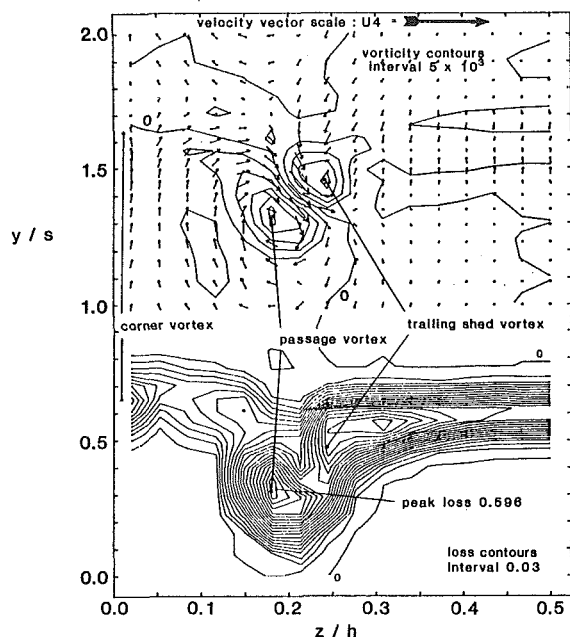 velocity vector scale : U4 =
2.0
vorticity contours
interval 5 x 10³
0
1.5
y / s
1.0
0
corner vortex
passage vortex
trailing shed vortex
0
0.5
peak loss 0.596
loss contours
interval 0.03
0
0.0
0.0 0.1 0.2 0.3 0.4 0.5
z / h